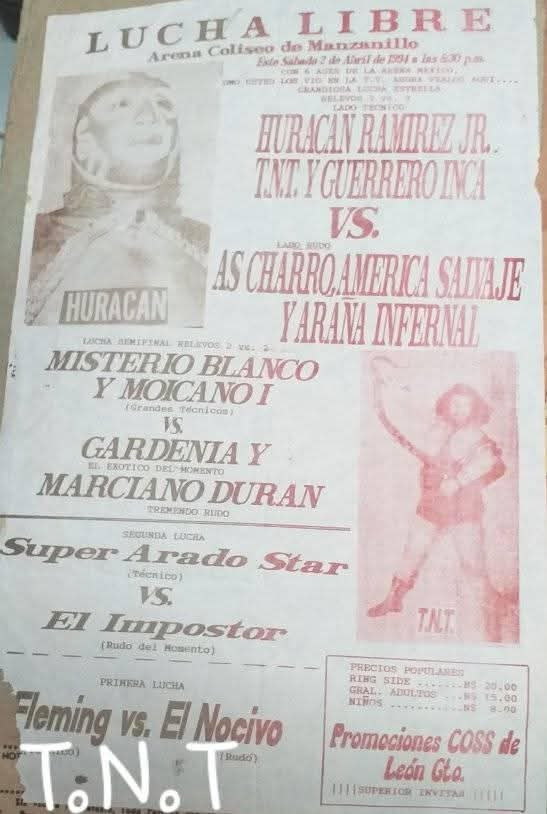 LUCHA LIBRE
Arena Coliseo de Manzanillo
Este Sabado 2 de Abril de 1994 a las 6:30 p.m.
CON 6 ASES DE LA ARENA MEXICO,
COMO USTED LOS VIO EN LA T.V. AHORA VEALOS AQUI....
GRANDIOSA LUCHA ESTRELLA
RELEVOS 3 vs. 3
LADO TECNICO
HURACAN RAMIREZ JR.
T.N.T. Y GUERRERO INCA
VS.
LADO RUDO
AS CHARRO, AMERICA SALVAJE
Y ARAÑA INFERNAL
HURACAN
LUCHA SEMIFINAL RELEVOS 2 vs. 2
MISTERIO BLANCO
Y MOICANO I
(Grandes Técnicos)
VS.
GARDENIA Y
EL EXOTICO DEL MOMENTO
MARCIANO DURAN
TREMENDO RUDO
T.N.T.
SEGUNDA LUCHA
Super Arado Star
(Técnico)
VS.
El Impostor
(Rudo del Momento)
PRIMERA LUCHA
Fleming vs. El Nocivo
(Rudo)
PRECIOS POPULARES
RING SIDE ........N$ 20.00
GRAL. ADULTOS ...N$ 15.00
NIÑOS ...........N$ 8.00
Promociones COSS de
León Gto.
||||SUPERIOR INVITA|||||
T.N.T